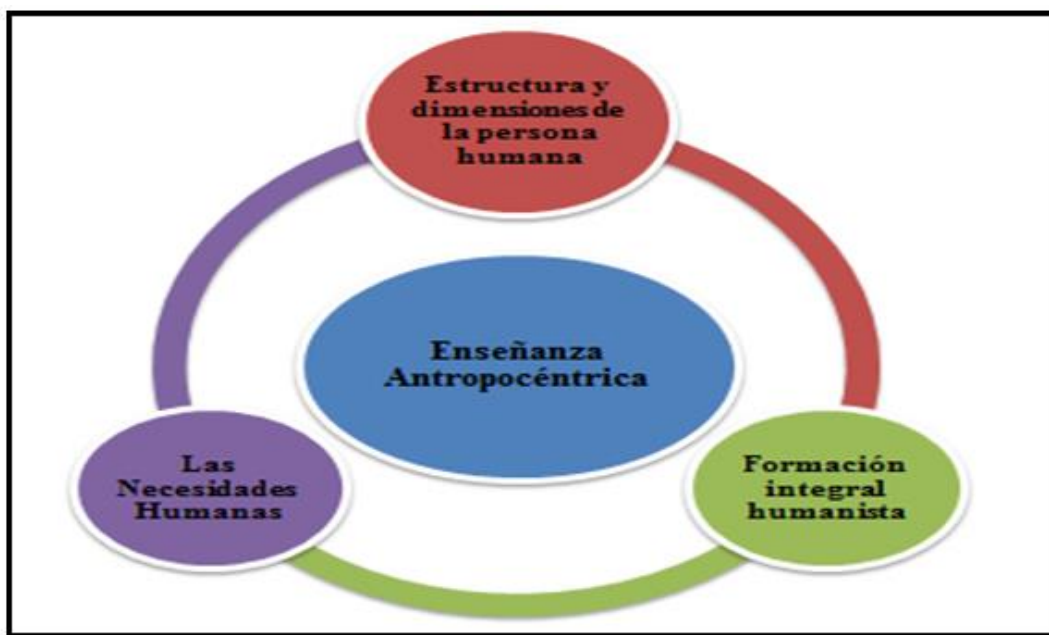 Estructura y
dimensiones de
la persona
humana
Enseñanza
Antropocéntrica
Las
Necesidades
Humanas
Formación
integral
humanista